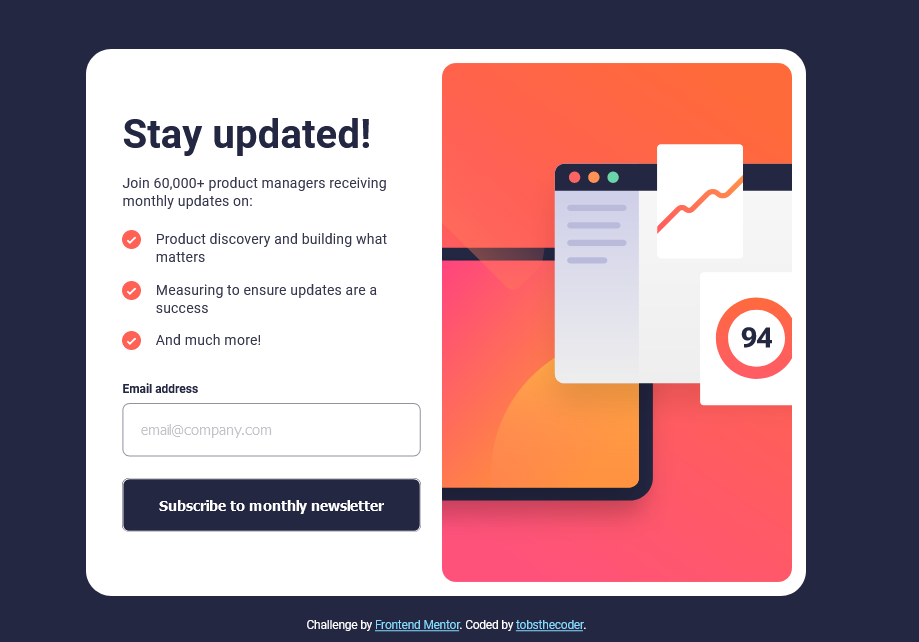 Stay updated!
Join 60,000+ product managers receiving
monthly updates on:
Product discovery and building what
matters
Measuring to ensure updates are a
success
And much more!
Email address
email@company.com
Subscribe to monthly newsletter
94
Challenge by Frontend Mentor. Coded by tobsthecoder.